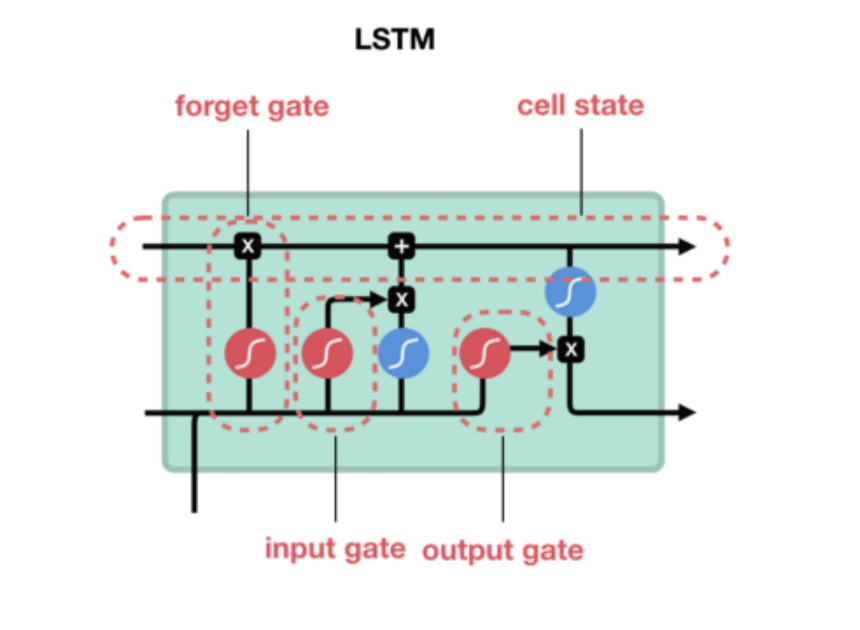 LSTM
forget gate
cell state
X
+
X
X
input gate
output gate